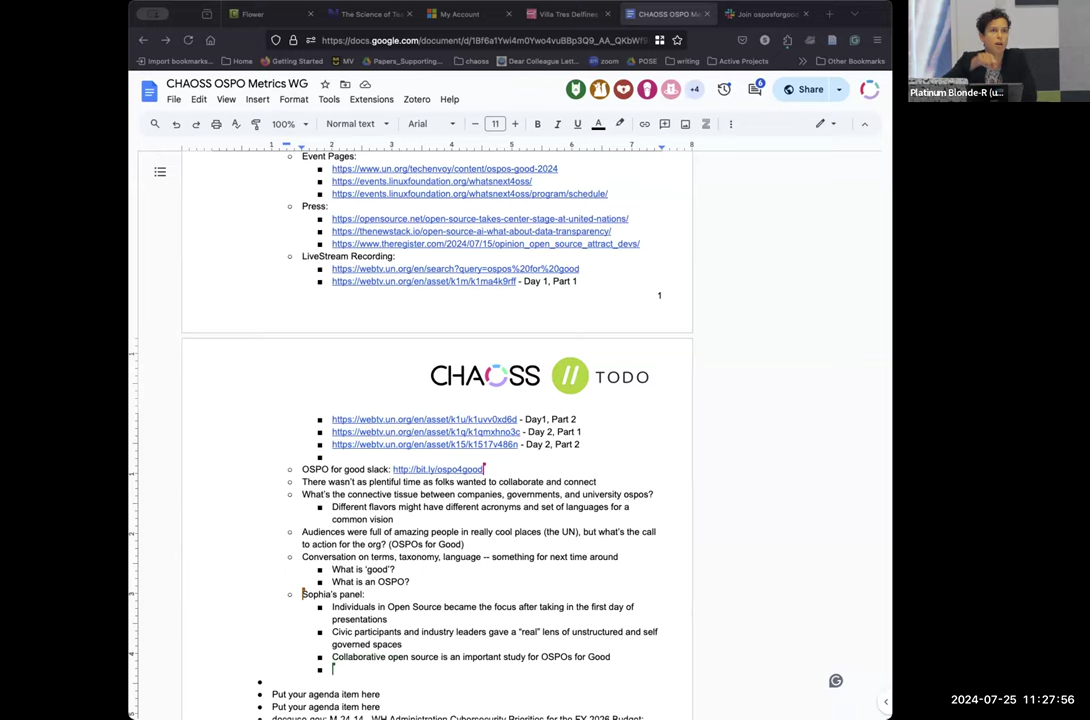 Flower
The Science of Te
My Account
Villa Tres Delfines
CHAOSS OSPO M
Join osposforgood
https://docs.google.com/document/d/1Bf6a1Ywi4m0Ywo4vuBBp3Q9_AA_QKbW
Import bookmarks...
Home
Getting Started
MV
Papers_Supporting...
chaoss
Dear Colleague Lett...
zoom
POSE
writing
Active Projects
Other Bookmarks
Platinum Blonde-R (u...
CHAOSS OSPO Metrics WG
File Edit View Insert Format Tools Extensions Zotero Help
+4
6
Share
100%
Normal text
Arial
11
B I U A
1 2 3 4 5 6 7 8
Event Pages:
https://www.un.org/techenvoy/content/ospos-good-2024
https://events.linuxfoundation.org/whatsnext4oss/
https://events.linuxfoundation.org/whatsnext4oss/program/schedule/
Press:
https://opensource.net/open-source-takes-center-stage-at-united-nations/
https://thenewstack.io/open-source-ai-what-about-data-transparency/
https://www.theregister.com/2024/07/15/opinion_open_source_attract_devs/
LiveStream Recording:
https://webtv.un.org/en/search?query=ospos%20for%20good
https://webtv.un.org/en/asset/k1m/k1ma4k9rff - Day 1, Part 1
1
CHAOSS // TODO
https://webtv.un.org/en/asset/k1u/k1uvv0xd6d - Day1, Part 2
https://webtv.un.org/en/asset/k1q/k1qmxhno3c - Day 2, Part 1
https://webtv.un.org/en/asset/k15/k1517v486n - Day 2, Part 2
OSPO for good slack: http://bit.ly/ospo4good
There wasn't as plentiful time as folks wanted to collaborate and connect
What's the connective tissue between companies, governments, and university ospos?
Different flavors might have different acronyms and set of languages for a
common vision
Audiences were full of amazing people in really cool places (the UN), but what's the call
to action for the org? (OSPOs for Good)
Conversation on terms, taxonomy, language -- something for next time around
What is 'good'?
What is an OSPO?
Sophia's panel:
Individuals in Open Source became the focus after taking in the first day of
presentations
Civic participants and industry leaders gave a "real" lens of unstructured and self
governed spaces
Collaborative open source is an important study for OSPOs for Good
Put your agenda item here
Put your agenda item here
2024-07-25 11:27:56